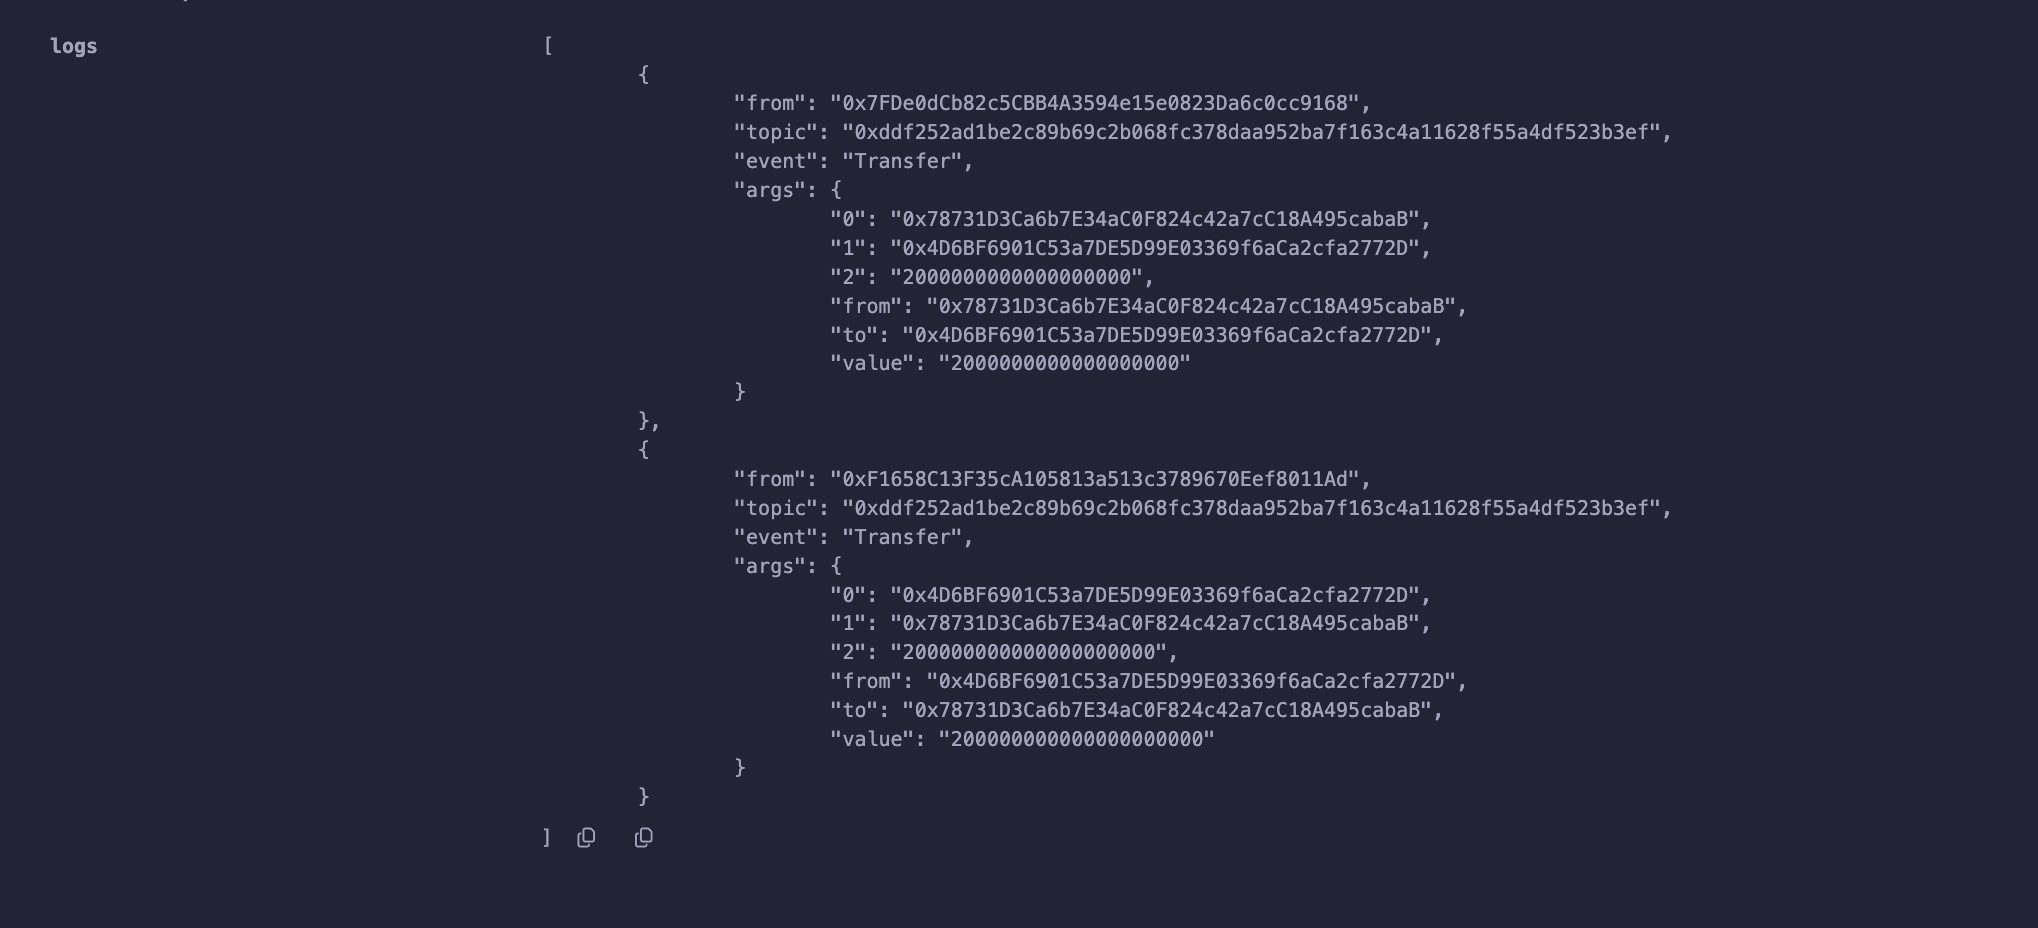 logs
[
{
"from": "0x7FDe0dCb82c5CBB4A3594e15e0823Da6c0cc9168",
"topic": "0xddf252ad1be2c89b69c2b068fc378daa952ba7f163c4a11628f55a4df523b3ef",
"event": "Transfer",
"args": {
"0": "0x78731D3Ca6b7E34aC0F824c42a7cC18A495cabaB",
"1": "0x4D6BF6901C53a7DE5D99E03369f6aCa2cfa2772D",
"2": "2000000000000000000",
"from": "0x78731D3Ca6b7E34aC0F824c42a7cC18A495cabaB",
"to": "0x4D6BF6901C53a7DE5D99E03369f6aCa2cfa2772D",
"value": "2000000000000000000"
}
},
{
"from": "0xF1658C13F35cA105813a513c3789670Eef8011Ad",
"topic": "0xddf252ad1be2c89b69c2b068fc378daa952ba7f163c4a11628f55a4df523b3ef",
"event": "Transfer",
"args": {
"0": "0x4D6BF6901C53a7DE5D99E03369f6aCa2cfa2772D",
"1": "0x78731D3Ca6b7E34aC0F824c42a7cC18A495cabaB",
"2": "200000000000000000000",
"from": "0x4D6BF6901C53a7DE5D99E03369f6aCa2cfa2772D",
"to": "0x78731D3Ca6b7E34aC0F824c42a7cC18A495cabaB",
"value": "200000000000000000000"
}
}
]